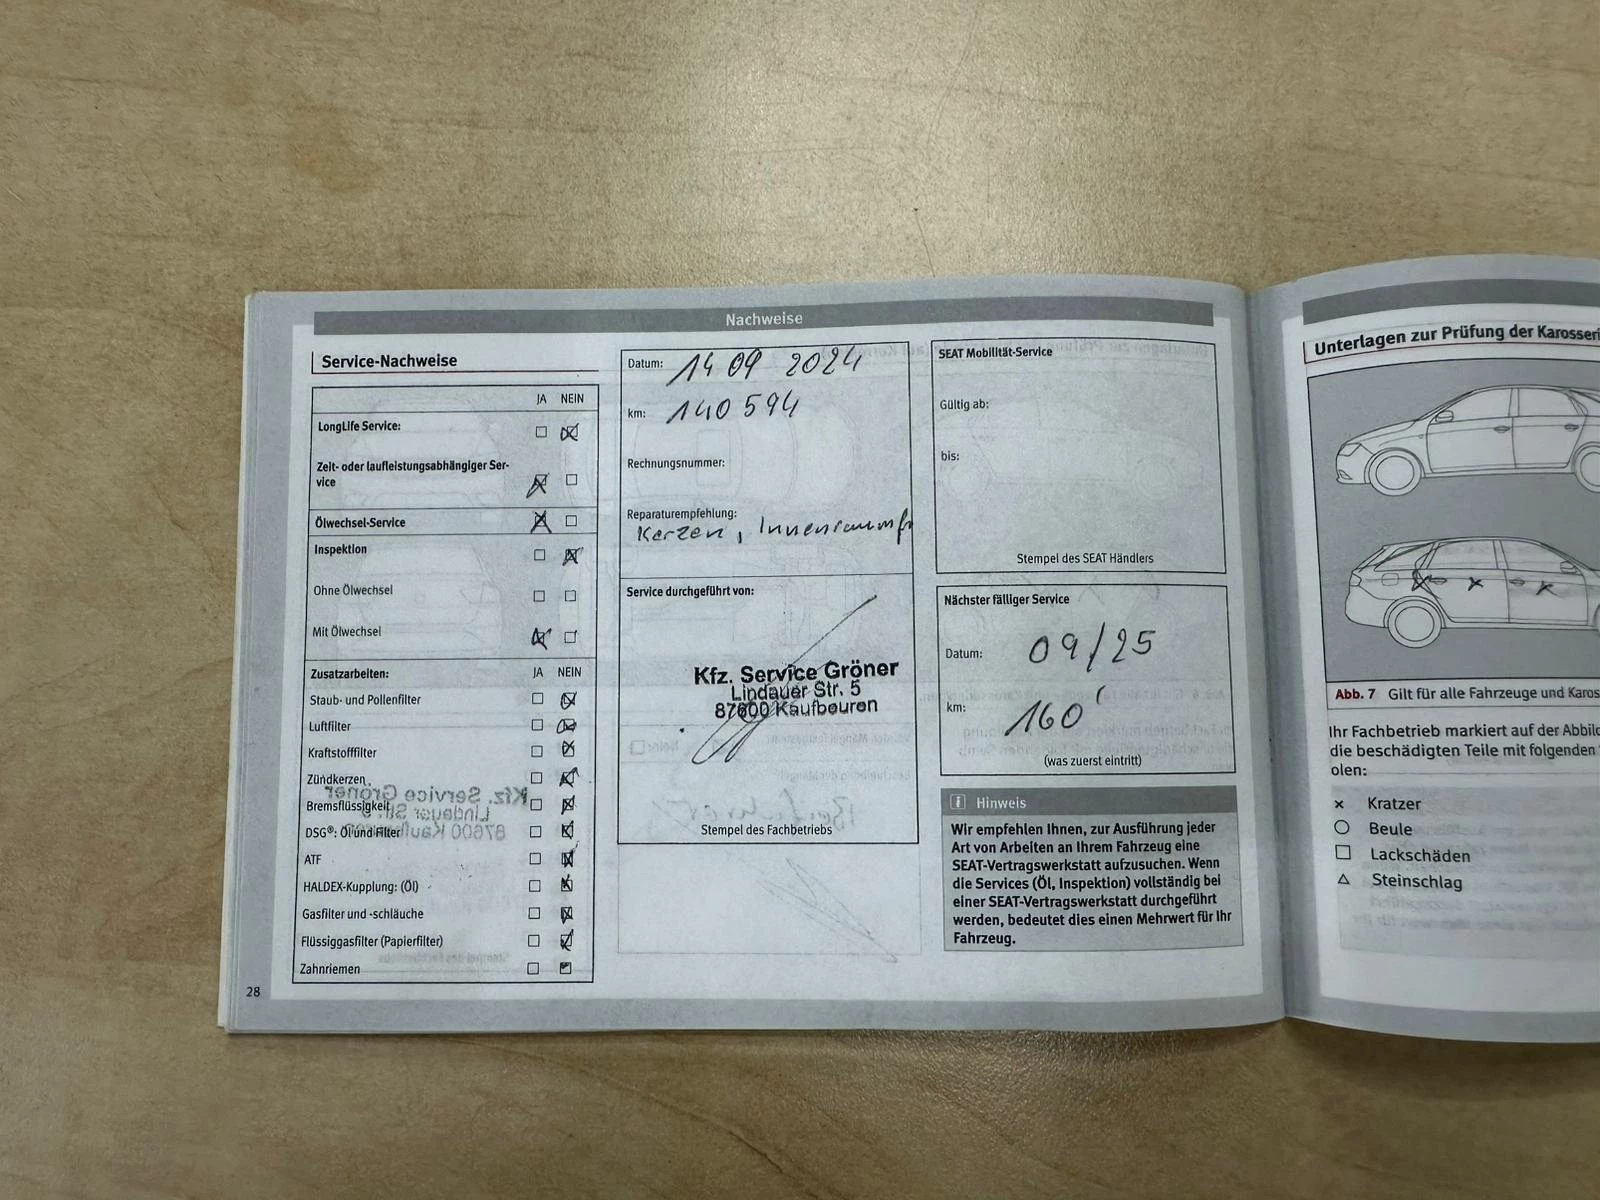 Nachweise
Service-Nachweise
JA NEIN
LongLife Service:
Zeit- oder laufleistungsabhängiger Ser-
vice
Ölwechsel-Service
Inspektion
Ohne Ölwechsel
Mit Ölwechsel
Zusatzarbeiten: JA NEIN
Staub- und Pollenfilter
Luftfilter
Kraftstofffilter
Zündkerzen
Bremsflüssigkeit
DSG®: Öl und Filter
ATF
HALDEX-Kupplung: (Öl)
Gasfilter und -schläuche
Flüssiggasfilter (Papierfilter)
Zahnriemen
28
Datum: 14 09 2024
km: 140 594
Rechnungsnummer:
Reparaturempfehlung:
Kerzen, Innenraumf
Service durchgeführt von:
Kfz. Service Gröner
Lindauer Str. 5
87600 Kaufbeuren
Stempel des Fachbetriebs
SEAT Mobilität-Service
Gültig ab:
bis:
Stempel des SEAT Händlers
Nächster fälliger Service
Datum: 09/25
km: 160'
(was zuerst eintritt)
i Hinweis
Wir empfehlen Ihnen, zur Ausführung jeder
Art von Arbeiten an Ihrem Fahrzeug eine
SEAT-Vertragswerkstatt aufzusuchen. Wenn
die Services (Öl, Inspektion) vollständig bei
einer SEAT-Vertragswerkstatt durchgeführt
werden, bedeutet dies einen Mehrwert für Ihr
Fahrzeug.
Unterlagen zur Prüfung der Karosseri
Abb. 7 Gilt für alle Fahrzeuge und Karos
Ihr Fachbetrieb markiert auf der Abbild
die beschädigten Teile mit folgenden
olen:
× Kratzer
Beule
Lackschäden
Steinschlag